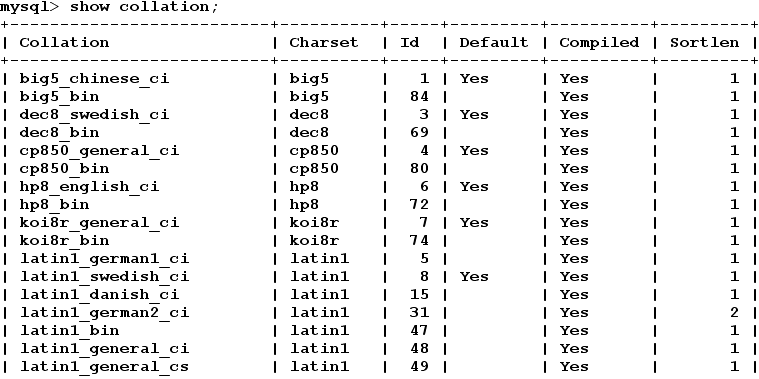 mysql> show collation;
+----------------------+---------+-----+---------+----------+---------+
| Collation            | Charset | Id  | Default | Compiled | Sortlen |
+----------------------+---------+-----+---------+----------+---------+
| big5_chinese_ci      | big5    |   1 | Yes     | Yes      |       1 |
| big5_bin             | big5    |  84 |         | Yes      |       1 |
| dec8_swedish_ci      | dec8    |   3 | Yes     | Yes      |       1 |
| dec8_bin             | dec8    |  69 |         | Yes      |       1 |
| cp850_general_ci     | cp850   |   4 | Yes     | Yes      |       1 |
| cp850_bin            | cp850   |  80 |         | Yes      |       1 |
| hp8_english_ci       | hp8     |   6 | Yes     | Yes      |       1 |
| hp8_bin              | hp8     |  72 |         | Yes      |       1 |
| koi8r_general_ci     | koi8r   |   7 | Yes     | Yes      |       1 |
| koi8r_bin            | koi8r   |  74 |         | Yes      |       1 |
| latin1_german1_ci    | latin1  |   5 |         | Yes      |       1 |
| latin1_swedish_ci    | latin1  |   8 | Yes     | Yes      |       1 |
| latin1_danish_ci     | latin1  |  15 |         | Yes      |       1 |
| latin1_german2_ci    | latin1  |  31 |         | Yes      |       2 |
| latin1_bin           | latin1  |  47 |         | Yes      |       1 |
| latin1_general_ci    | latin1  |  48 |         | Yes      |       1 |
| latin1_general_cs    | latin1  |  49 |         | Yes      |       1 |